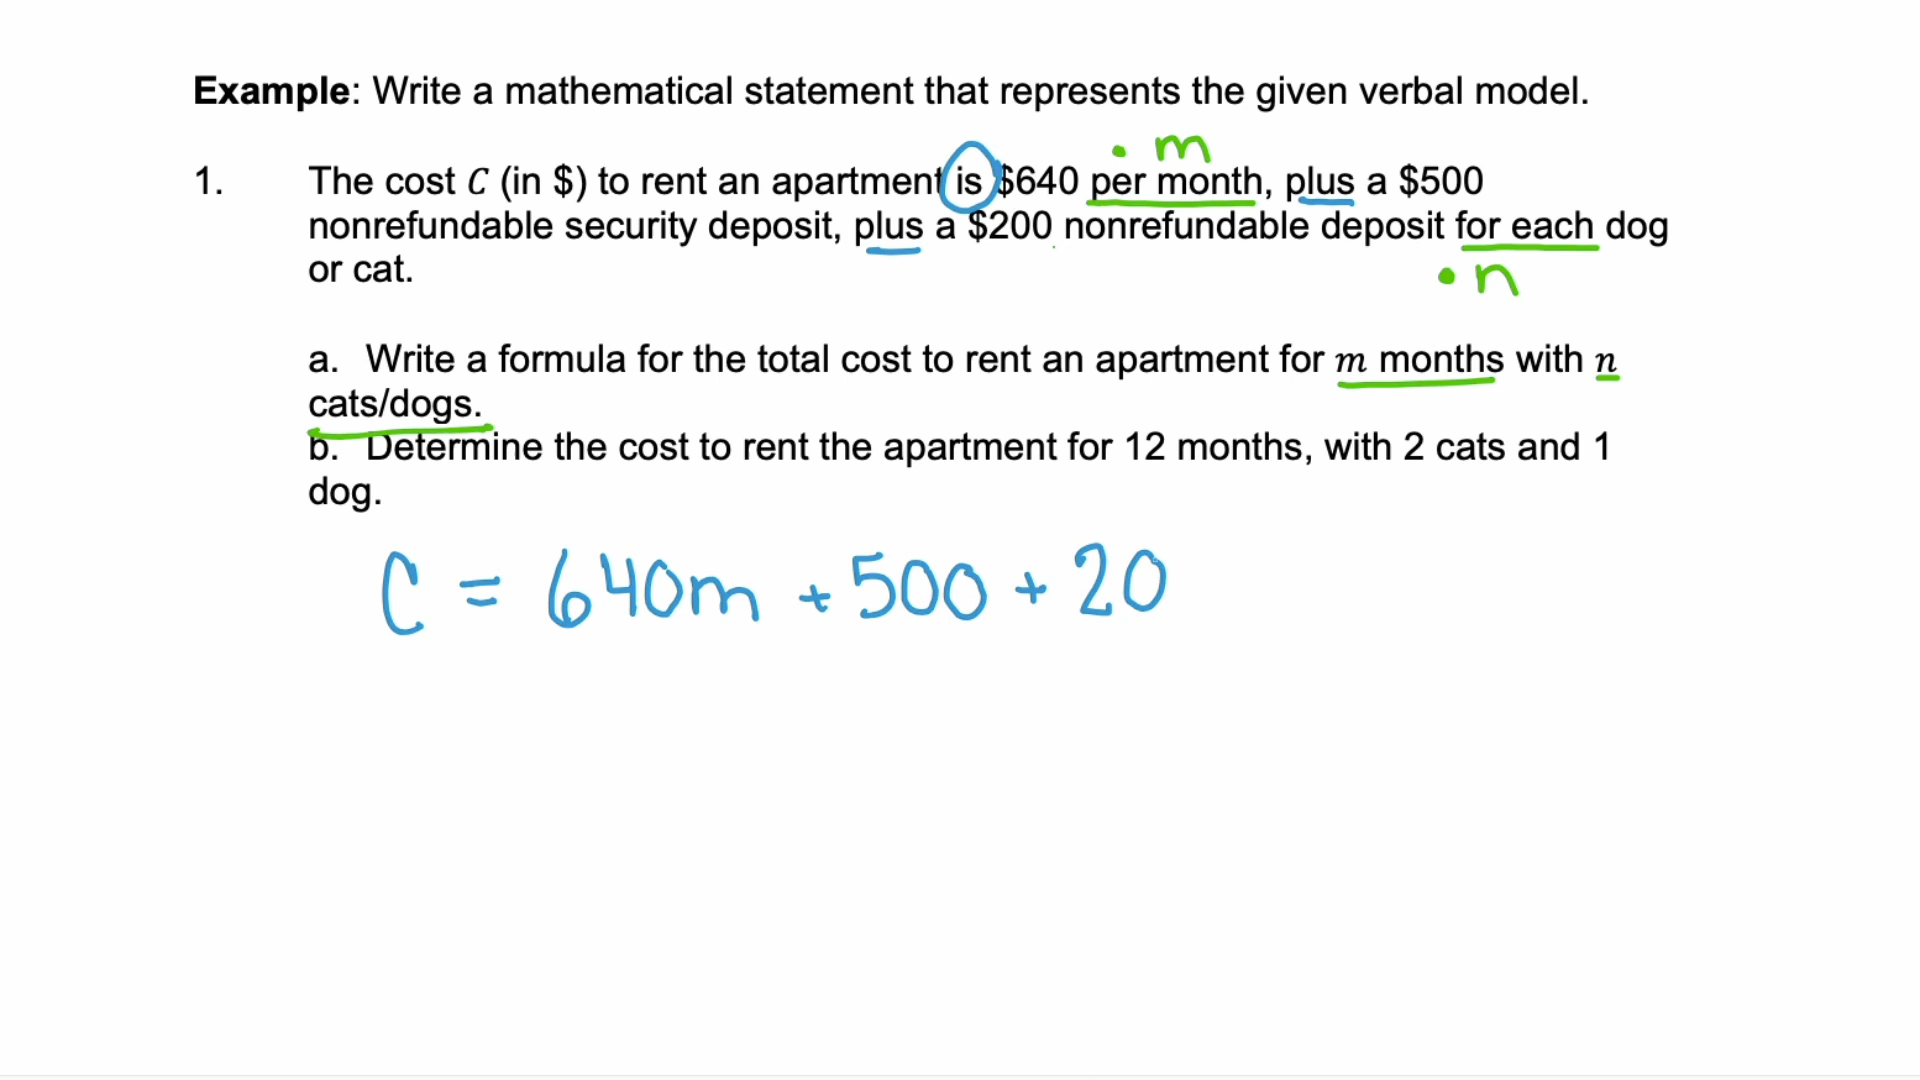 Example: Write a mathematical statement that represents the given verbal model.
· m
1. The cost C (in $) to rent an apartment is $640 per month, plus a $500
nonrefundable security deposit, plus a $200 nonrefundable deposit for each dog
or cat.
· n
a. Write a formula for the total cost to rent an apartment for m months with n
cats/dogs.
b. Determine the cost to rent the apartment for 12 months, with 2 cats and 1
dog.
C = 640m + 500 + 20